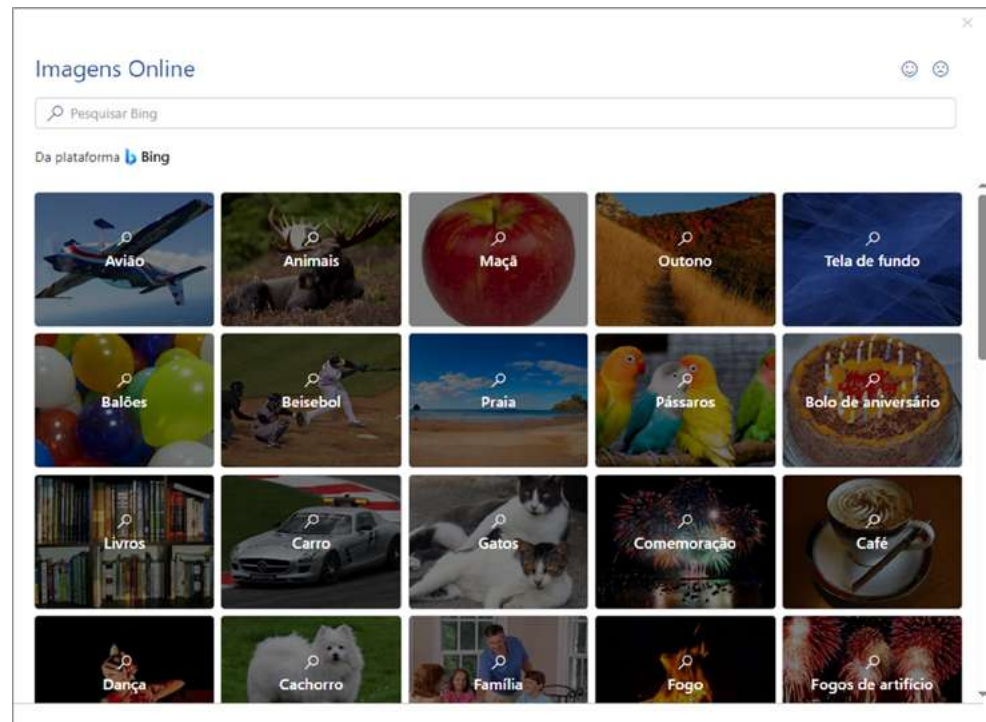 Imagens Online
Pesquisar Bing
Da plataforma Bing
Avião
Animais
Maçã
Outono
Tela de fundo
Balões
Beisebol
Praia
Pássaros
Bolo de aniversário
Livros
Carro
Gatos
Comemoração
Café
Dança
Cachorro
Família
Fogo
Fogos de artifício